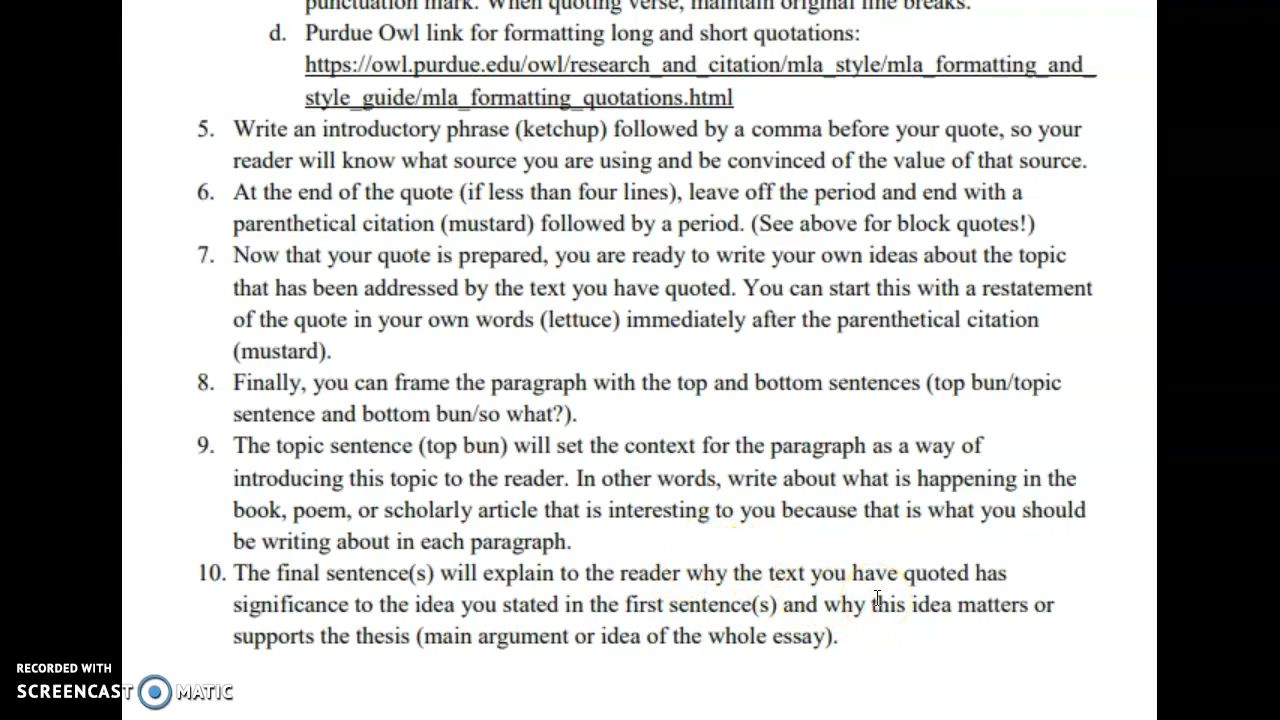 punctuation mark. When quoting verse, maintain original line breaks.
d. Purdue Owl link for formatting long and short quotations:
https://owl.purdue.edu/owl/research_and_citation/mla_style/mla_formatting_and_
style_guide/mla_formatting_quotations.html
5. Write an introductory phrase (ketchup) followed by a comma before your quote, so your
reader will know what source you are using and be convinced of the value of that source.
6. At the end of the quote (if less than four lines), leave off the period and end with a
parenthetical citation (mustard) followed by a period. (See above for block quotes!)
7. Now that your quote is prepared, you are ready to write your own ideas about the topic
that has been addressed by the text you have quoted. You can start this with a restatement
of the quote in your own words (lettuce) immediately after the parenthetical citation
(mustard).
8. Finally, you can frame the paragraph with the top and bottom sentences (top bun/topic
sentence and bottom bun/so what?).
9. The topic sentence (top bun) will set the context for the paragraph as a way of
introducing this topic to the reader. In other words, write about what is happening in the
book, poem, or scholarly article that is interesting to you because that is what you should
be writing about in each paragraph.
10. The final sentence(s) will explain to the reader why the text you have quoted has
significance to the idea you stated in the first sentence(s) and why this idea matters or
supports the thesis (main argument or idea of the whole essay).
RECORDED WITH
SCREENCAST MATIC